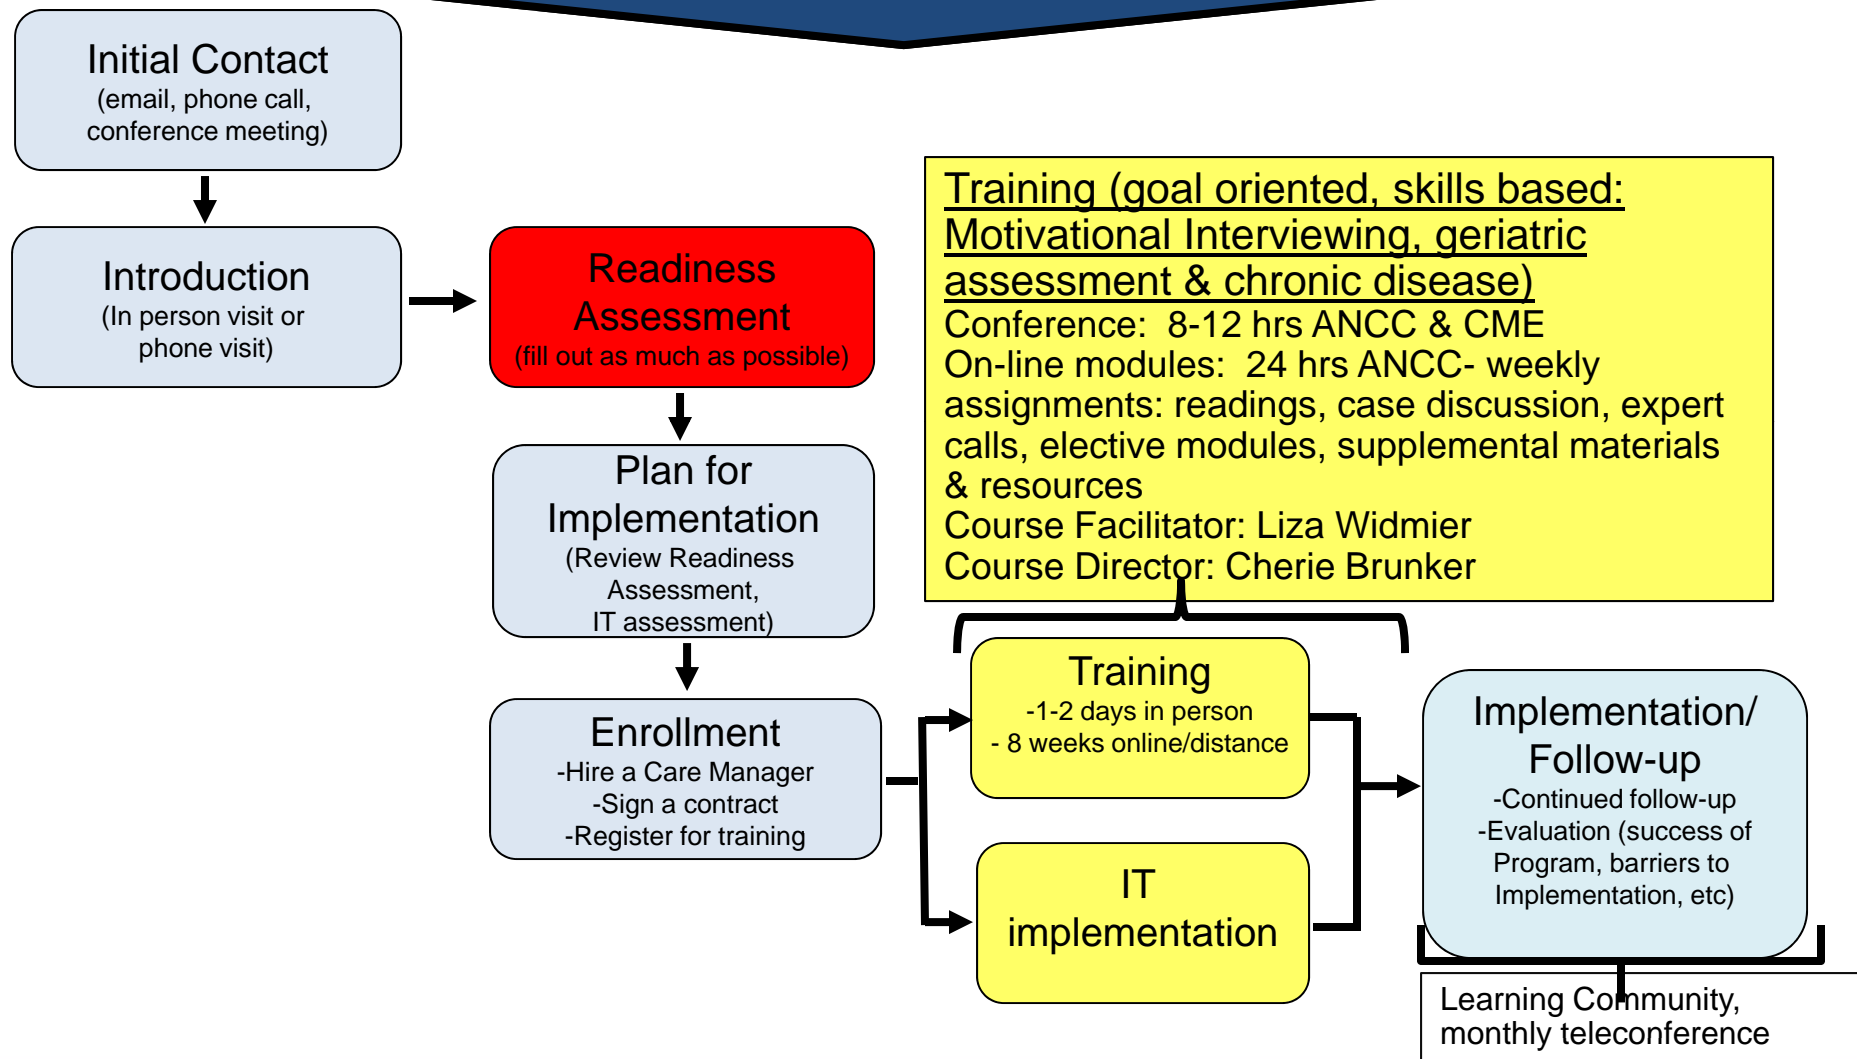 Initial Contact
(email, phone call,
conference meeting)
Introduction
(In person visit or
phone visit)
Readiness
Assessment
(fill out as much as possible)
Plan for
Implementation
(Review Readiness
Assessment,
IT assessment)
Enrollment
-Hire a Care Manager
-Sign a contract
-Register for training
Training (goal oriented, skills based:
Motivational Interviewing, geriatric
assessment & chronic disease)
Conference:  8-12 hrs ANCC & CME
On-line modules:  24 hrs ANCC- weekly
assignments: readings, case discussion, expert
calls, elective modules, supplemental materials
& resources
Course Facilitator: Liza Widmier
Course Director: Cherie Brunker
Training
-1-2 days in person
- 8 weeks online/distance
IT
implementation
Implementation/
Follow-up
-Continued follow-up
-Evaluation (success of
Program, barriers to
Implementation, etc)
Learning Community,
monthly teleconference